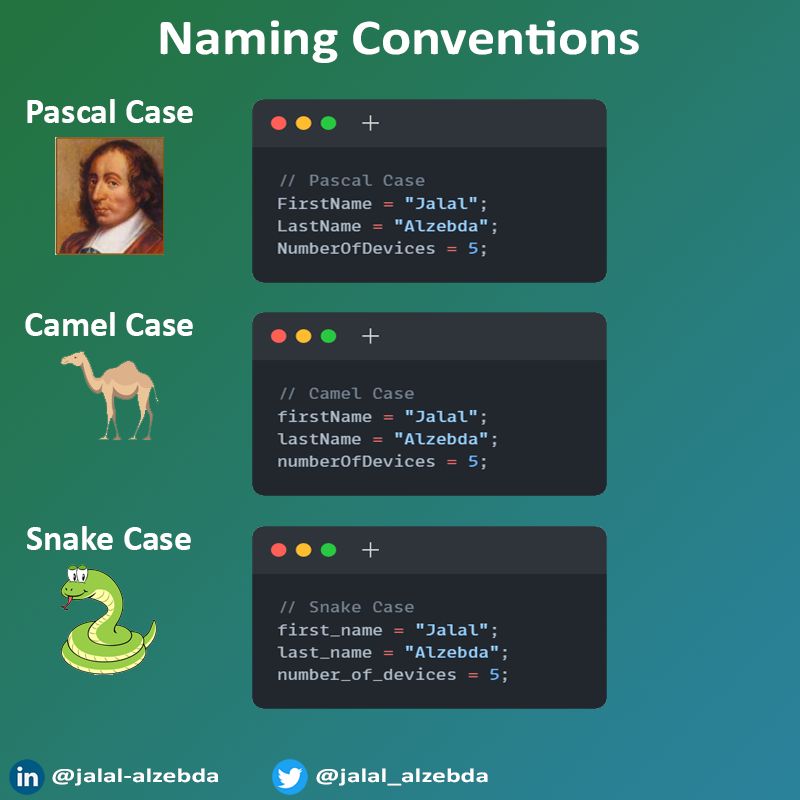 Naming Conventions
Pascal Case
// Pascal Case
FirstName = "Jalal";
LastName = "Alzebda";
NumberOfDevices = 5;
Camel Case
// Camel Case
firstName = "Jalal";
lastName = "Alzebda";
numberOfDevices = 5;
Snake Case
// Snake Case
first_name = "Jalal";
last_name = "Alzebda";
number_of_devices = 5;
in @jalal-alzebda
@jalal_alzebda